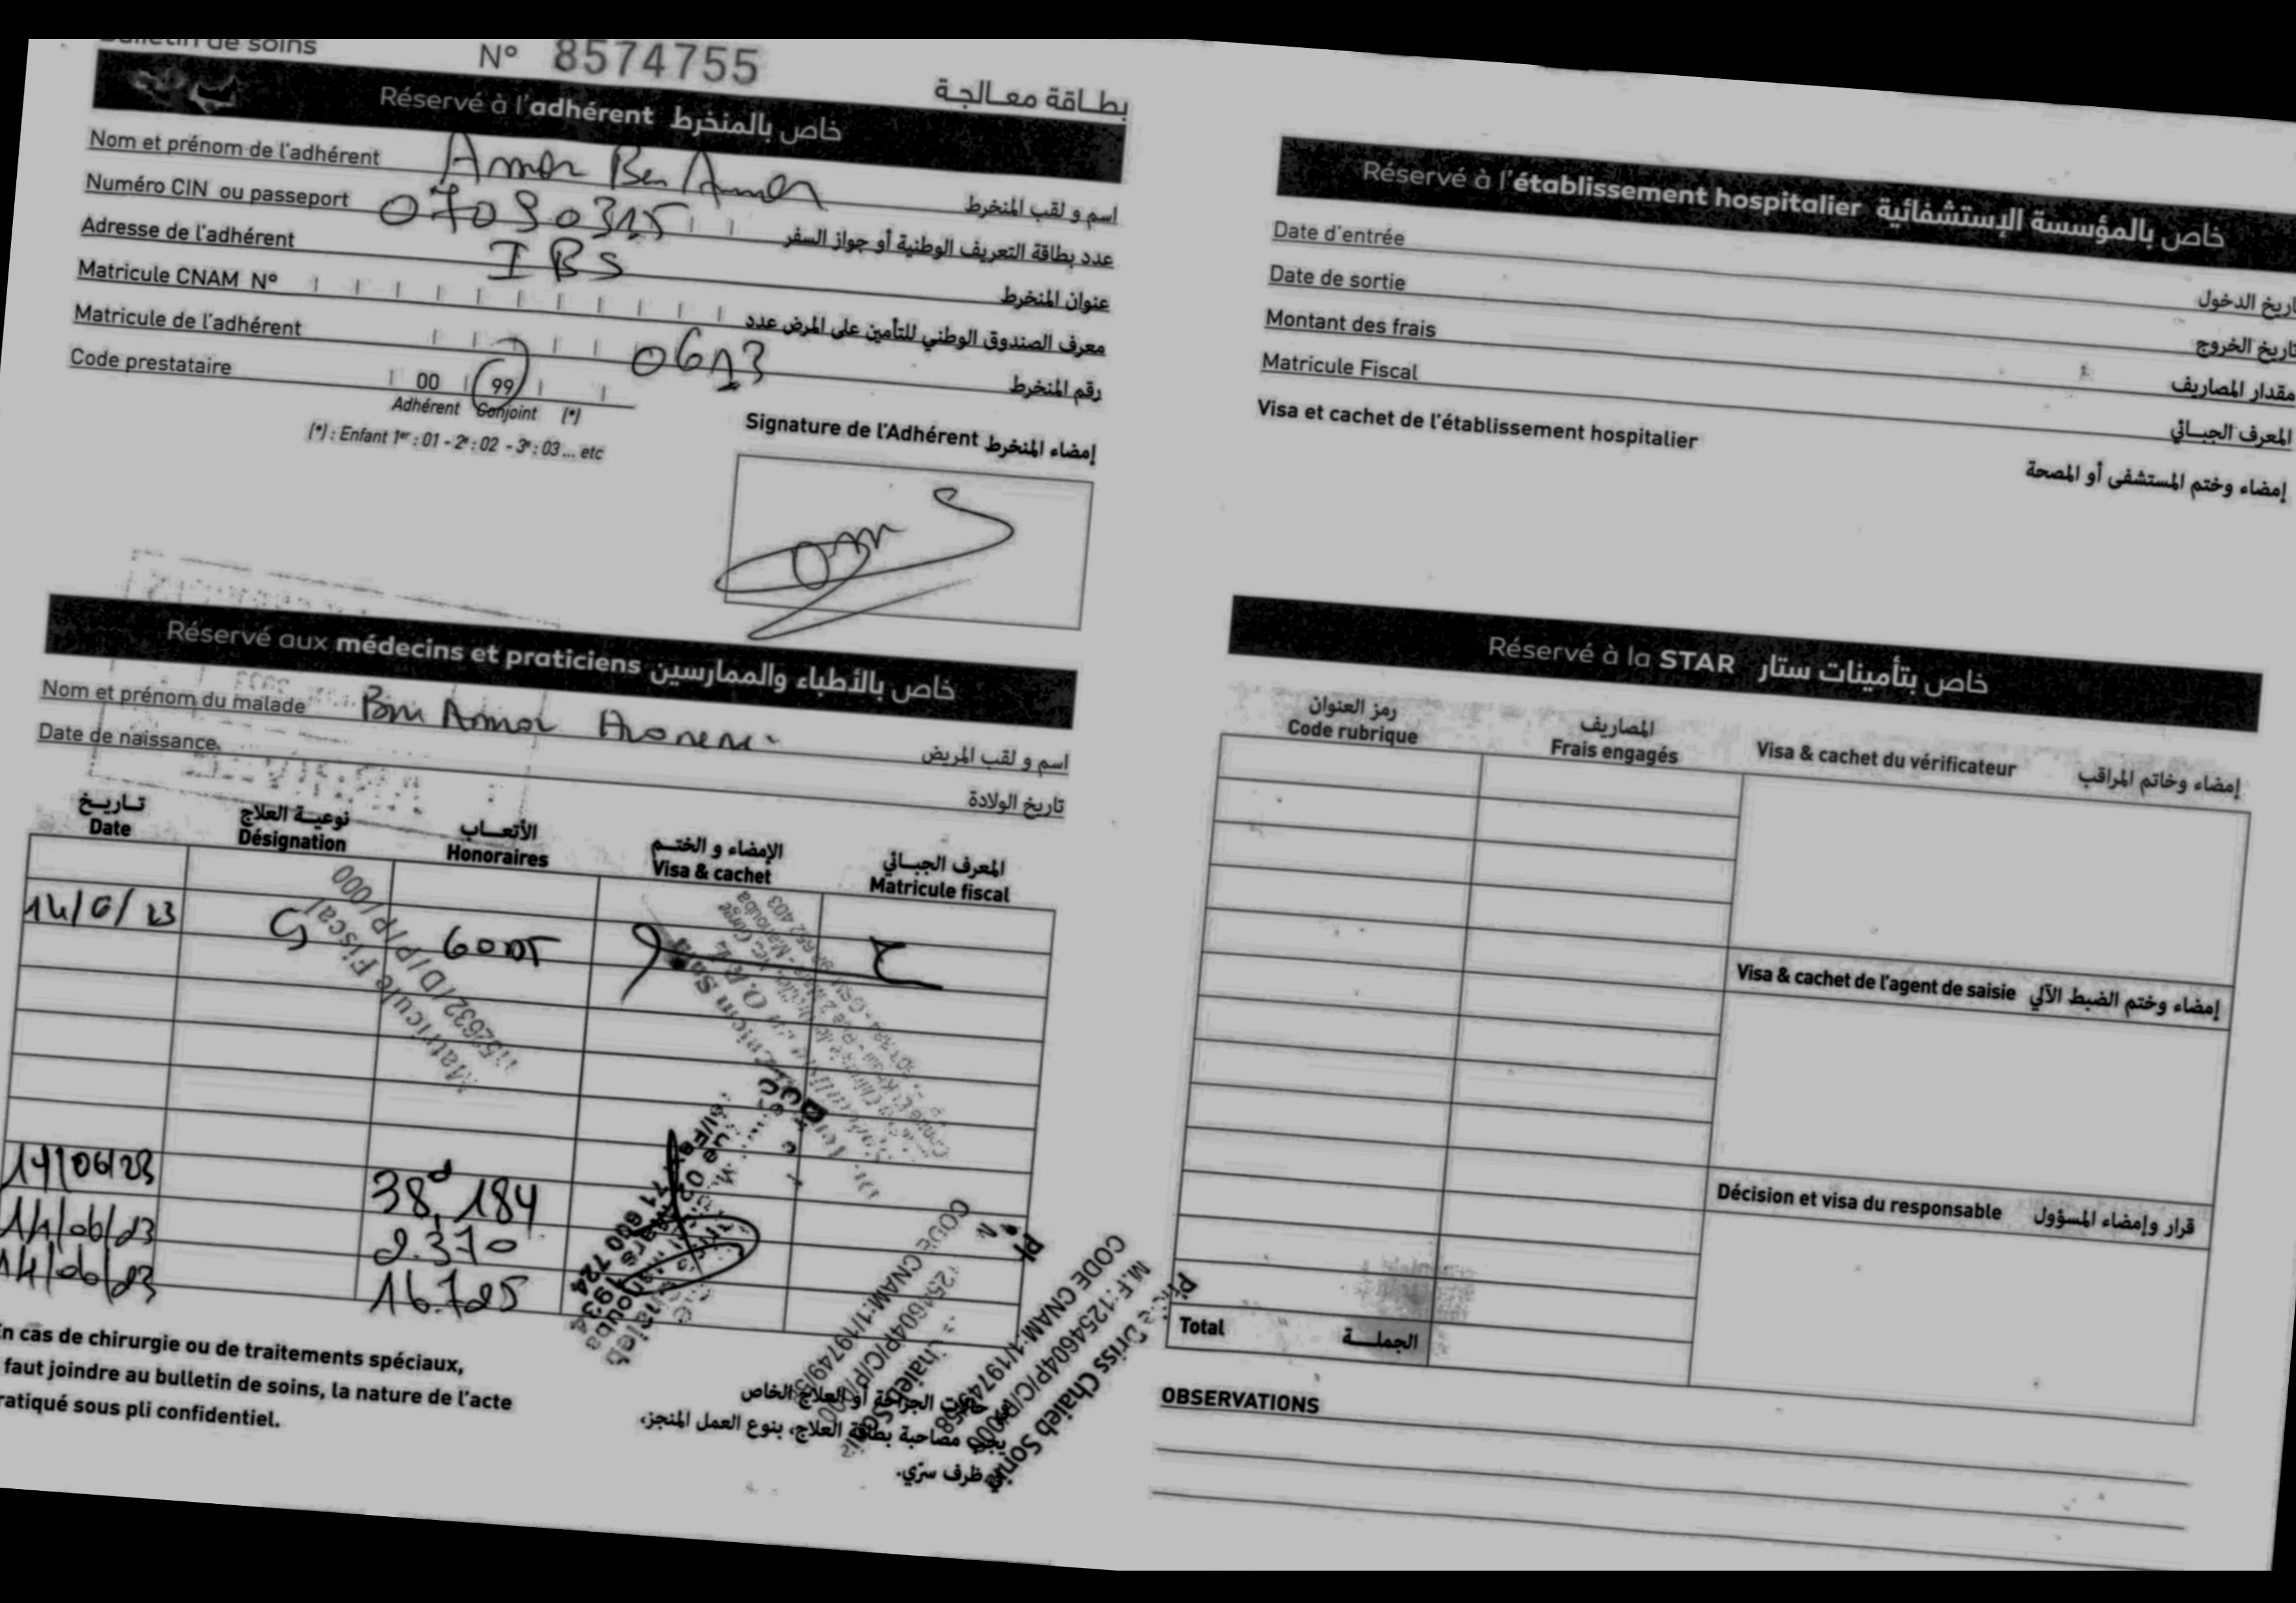 Bulletin de soins
N° 8574755
بطاقة معالجة
Réservé à l'adhérent خاص بالمنخرط
Nom et prénom de l'adhérent Amor Ben Amor اسم و لقب المنخرط
Numéro CIN ou passeport 07090315 عدد بطاقة التعريف الوطنية أو جواز السفر
Adresse de l'adhérent IBS عنوان المنخرط
Matricule CNAM N° معرف الصندوق الوطني للتأمين على المرض عدد
Matricule de l'adhérent 0613 رقم المنخرط
Code prestataire 00 99
Adhérent Conjoint (*)
(*) : Enfant 1er : 01 - 2e : 02 - 3e : 03 ... etc
Signature de l'Adhérent إمضاء المنخرط
Réservé aux médecins et praticiens خاص بالأطباء والممارسين
Nom et prénom du malade Ben Amor اسم و لقب المريض
Date de naissance تاريخ الولادة
تاريخ نوعية العلاج الأتعاب الإمضاء و الختم المعرف الجبائي
Date Désignation Honoraires Visa & cachet Matricule fiscal
14/6/23 60DT
Matricule Fiscal
/D/P/P/000
14/06/23 38d,184
14/06/23 2.370
14/06/23 16.725
71 600 724
CODE CNAM:1/19749/58
M.F:1254604P/C/P/000
Driss Chaieb Sonia
En cas de chirurgie ou de traitements spéciaux,
faut joindre au bulletin de soins, la nature de l'acte
pratiqué sous pli confidentiel.
الجراحة أو العلاج الخاص
يجب مصاحبة بطاقة العلاج، بنوع العمل المنجز،
ظرف سرّي.
Réservé à l'établissement hospitalier خاص بالمؤسسة الإستشفائية
Date d'entrée تاريخ الدخول
Date de sortie تاريخ الخروج
Montant des frais مقدار المصاريف
Matricule Fiscal المعرف الجبائي
Visa et cachet de l'établissement hospitalier إمضاء وختم المستشفى أو المصحة
Réservé à la STAR خاص بتأمينات ستار
رمز العنوان المصاريف
Code rubrique Frais engagés Visa & cachet du vérificateur إمضاء وخاتم المراقب
Visa & cachet de l'agent de saisie إمضاء وختم الضبط الآلي
Décision et visa du responsable قرار وإمضاء المسؤول
Total الجملة
OBSERVATIONS